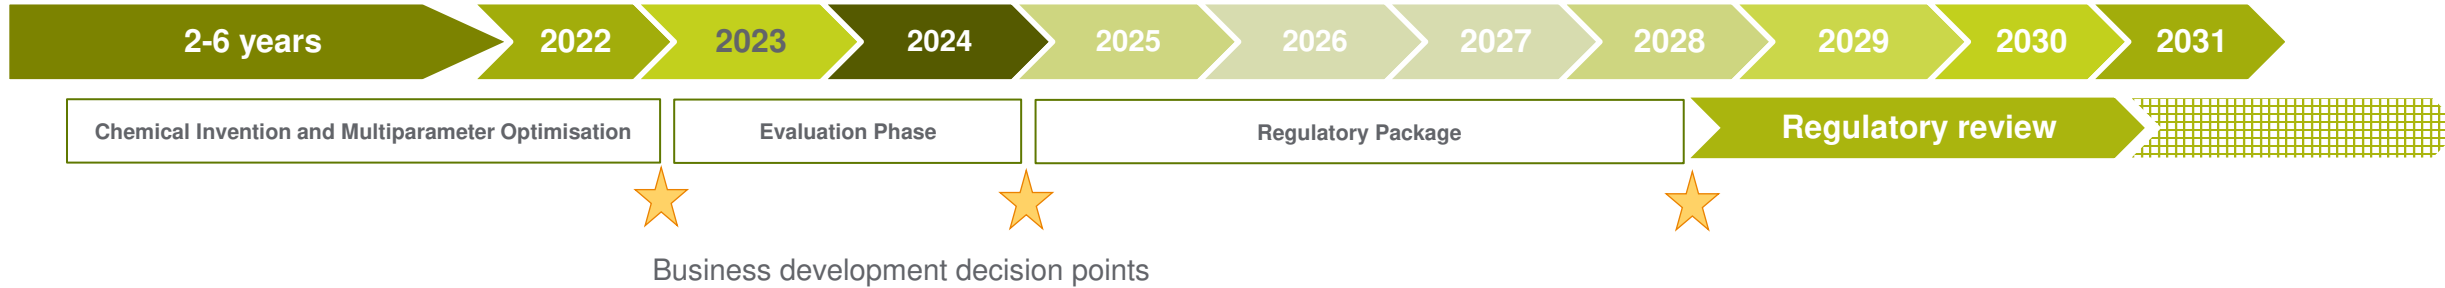 2-6 years 2022 2023 2024 2025 2026 2027 2028 2029 2030 2031
Chemical Invention and Multiparameter Optimisation Evaluation Phase Regulatory Package Regulatory review
Business development decision points